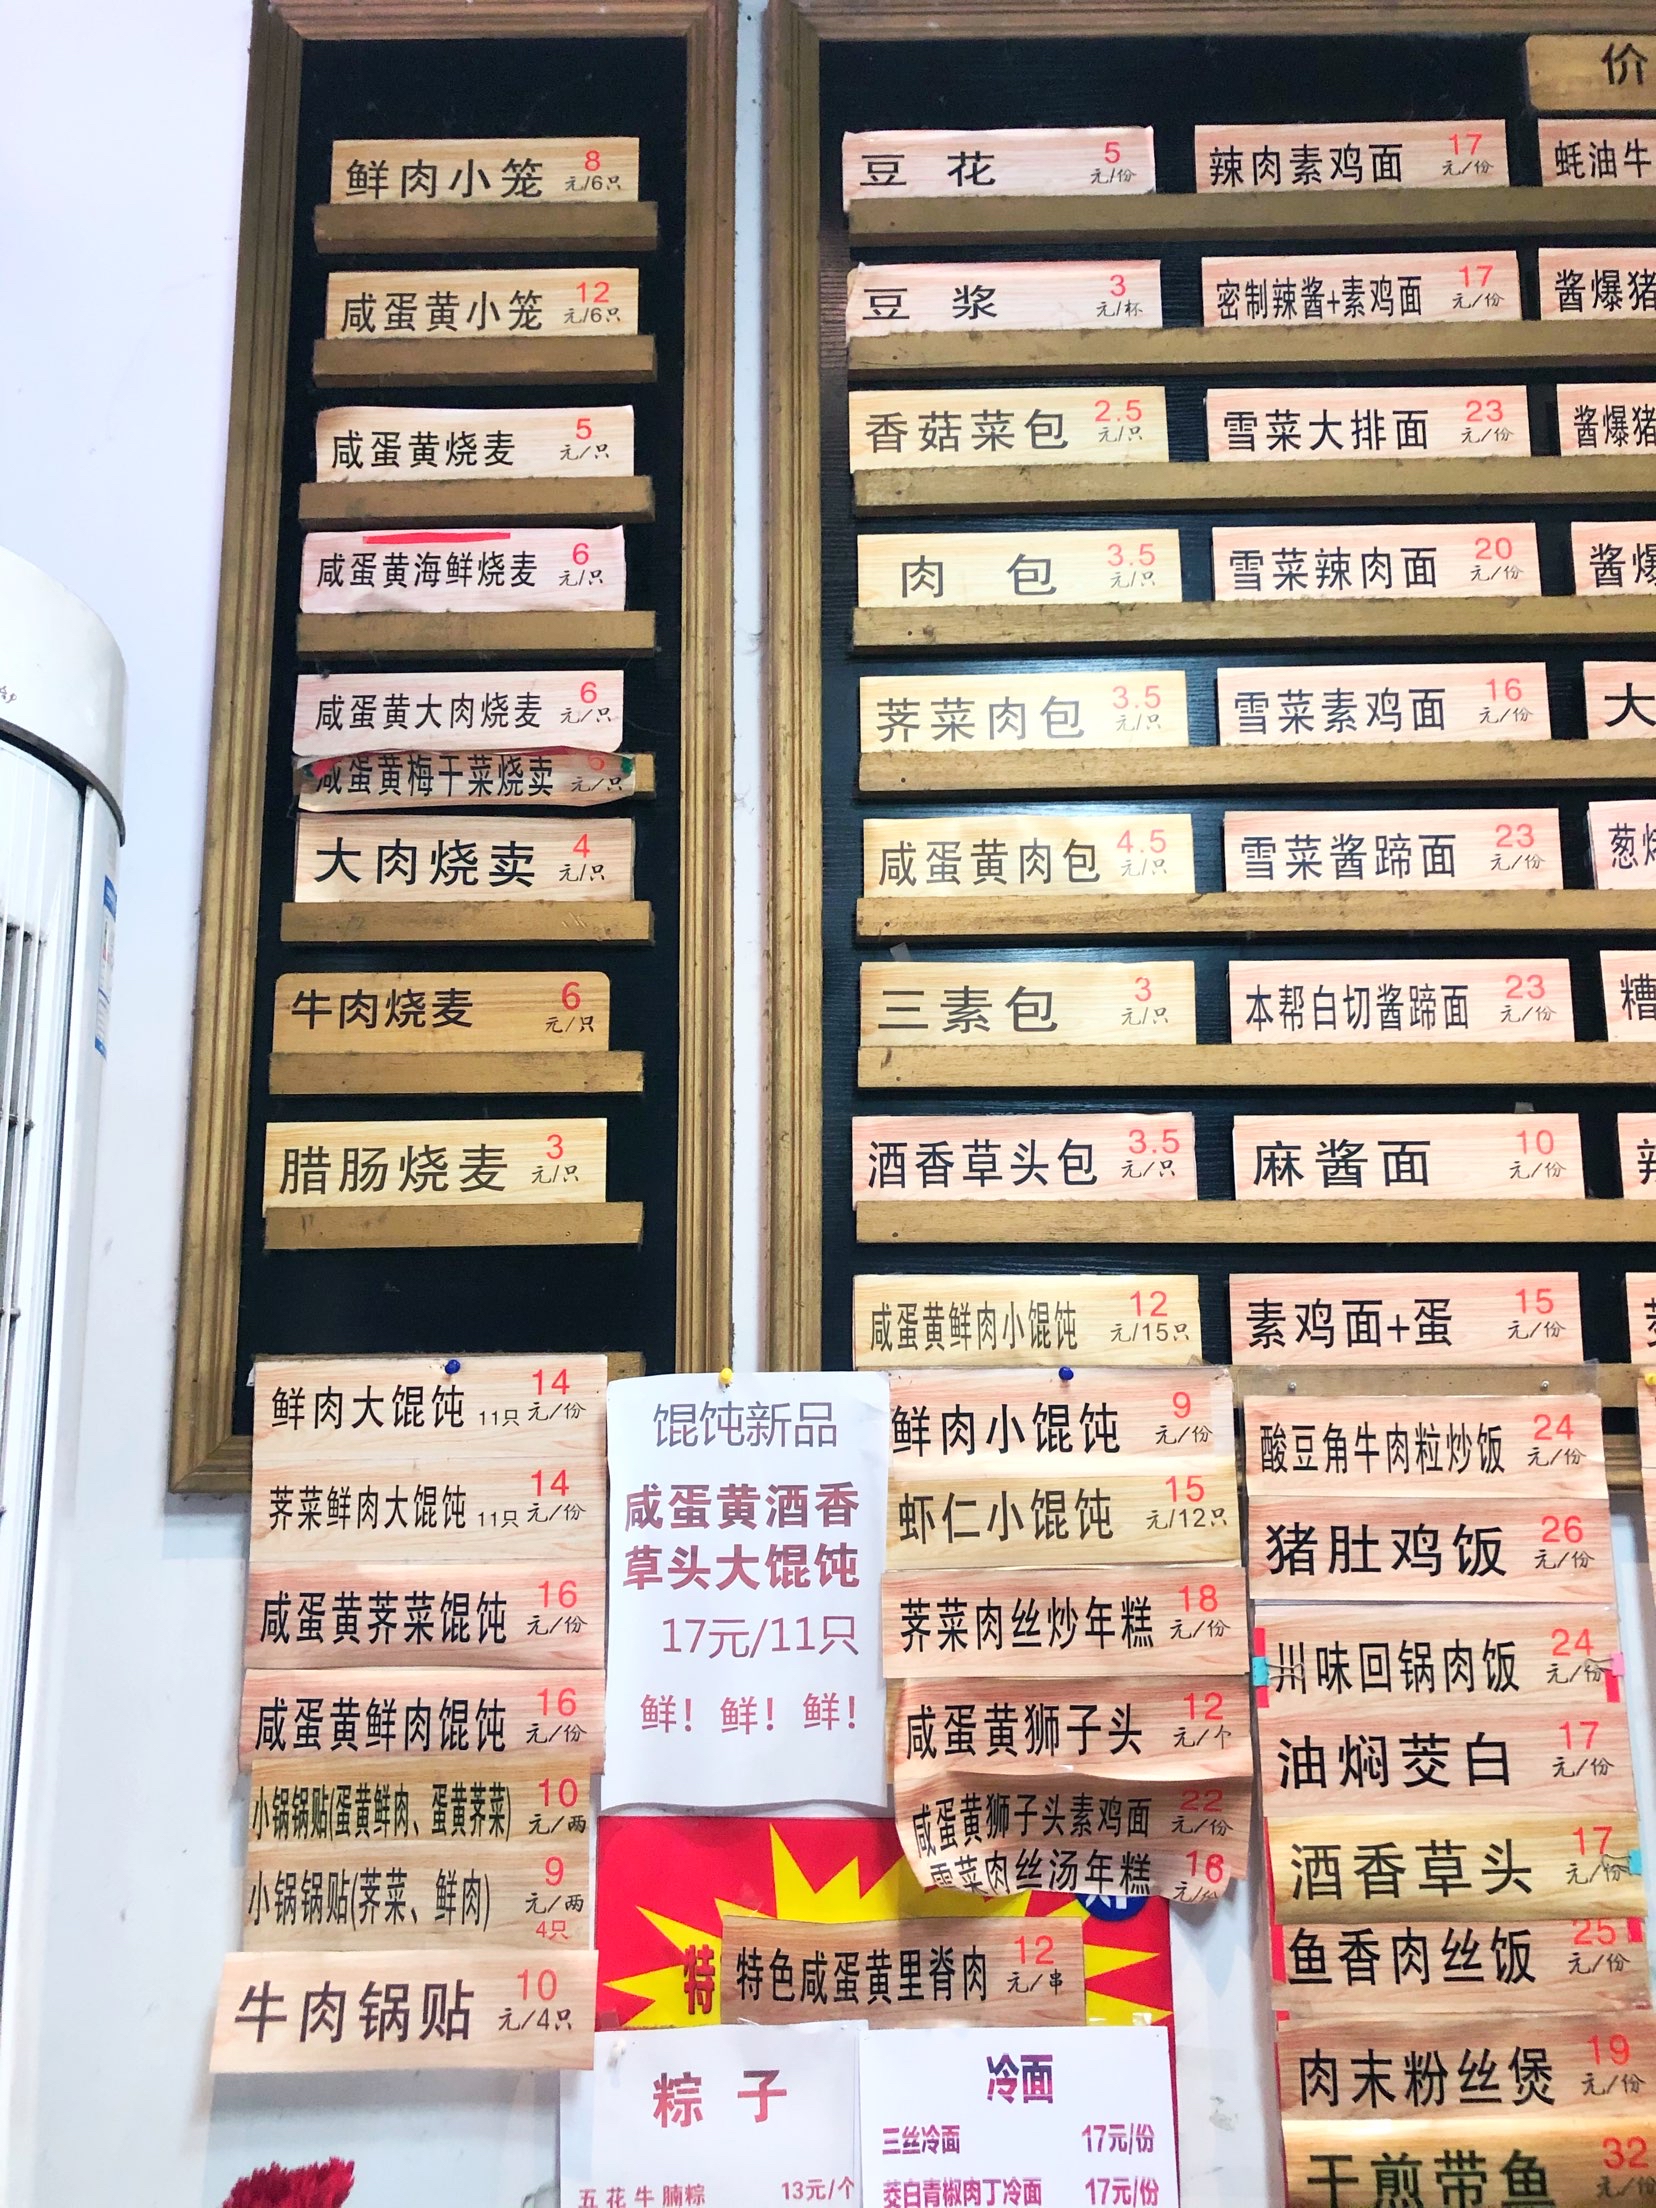 鲜肉小笼 8 元/6只
咸蛋黄小笼 12 元/6只
咸蛋黄烧麦 5 元/只
咸蛋黄海鲜烧麦 6 元/只
咸蛋黄大肉烧麦 6 元/只
咸蛋黄梅干菜烧卖 元/只
大肉烧卖 4 元/只
牛肉烧麦 6 元/只
腊肠烧麦 3 元/只
鲜肉大馄饨 11只 14 元/份
荠菜鲜肉大馄饨 11只 14 元/份
咸蛋黄荠菜馄饨 16 元/份
咸蛋黄鲜肉馄饨 16 元/份
小锅锅贴(蛋黄鲜肉、蛋黄荠菜) 10 元/两
小锅锅贴(荠菜、鲜肉) 9 元/两
4只
牛肉锅贴 10 元/4只
馄饨新品
咸蛋黄酒香
草头大馄饨
17元/11只
鲜！鲜！鲜！
价
豆花 5 元/份
豆浆 3 元/杯
香菇菜包 2.5 元/只
肉包 3.5 元/只
荠菜肉包 3.5 元/只
咸蛋黄肉包 4.5 元/只
三素包 3 元/只
酒香草头包 3.5 元/只
咸蛋黄鲜肉小馄饨 12 元/15只
鲜肉小馄饨 9 元/份
虾仁小馄饨 15 元/12只
荠菜肉丝炒年糕 18 元/份
咸蛋黄狮子头 12 元/个
咸蛋黄狮子头素鸡面 22 元/份
雪菜肉丝汤年糕 16 元/份
特
特色咸蛋黄里脊肉 12 元/串
粽子
五花牛腩粽 13元/个
冷面
三丝冷面 17元/份
茭白青椒肉丁冷面 17元/份
辣肉素鸡面 17 元/份
密制辣酱+素鸡面 17 元/份
雪菜大排面 23 元/份
雪菜辣肉面 20 元/份
雪菜素鸡面 16 元/份
雪菜酱蹄面 23 元/份
本帮白切酱蹄面 23 元/份
麻酱面 10 元/份
素鸡面+蛋 15 元/份
酸豆角牛肉粒炒饭 24 元/份
猪肚鸡饭 26 元/份
川味回锅肉饭 24 元/份
油焖茭白 17 元/份
酒香草头 17 元/份
鱼香肉丝饭 25 元/份
肉末粉丝煲 19 元/份
干煎带鱼 32 元/份
蚝油牛
酱爆猪
酱爆猪
酱爆
大
葱
糟